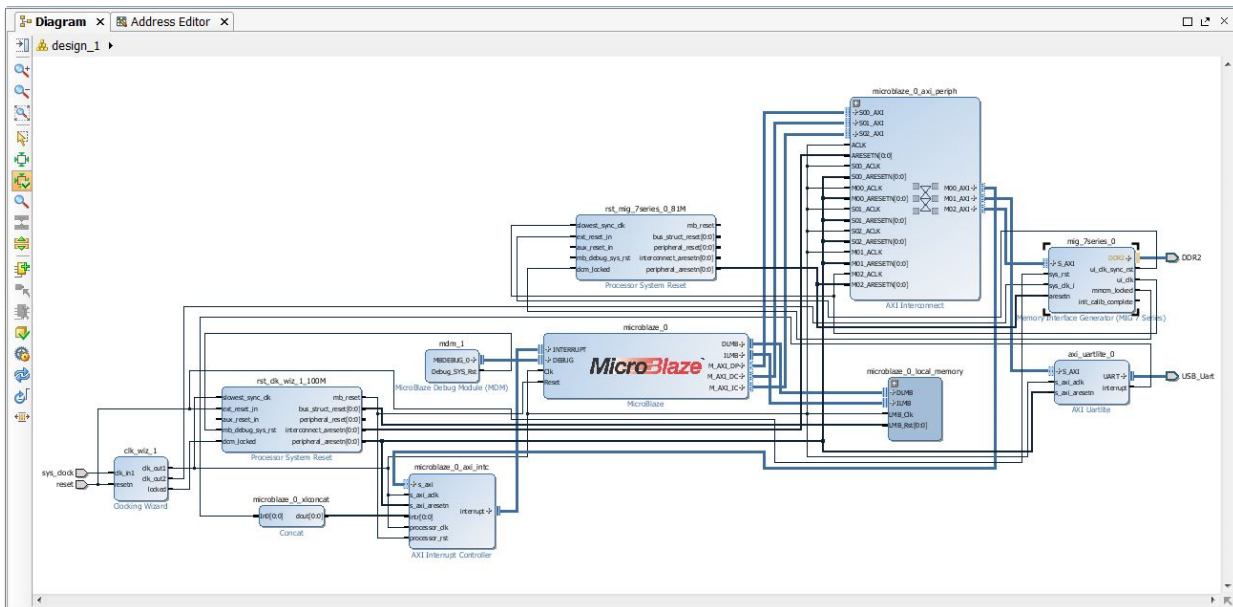 Diagram
Address Editor
design_1
microblaze_0_axi_periph
S00_AXI
S01_AXI
S02_AXI
ACLK
ARESETN[0:0]
S00_ACLK
S00_ARESETN[0:0]
M00_ACLK
M00_ARESETN[0:0]
S01_ACLK
S01_ARESETN[0:0]
S02_ACLK
S02_ARESETN[0:0]
M01_ACLK
M01_ARESETN[0:0]
M02_ACLK
M02_ARESETN[0:0]
M00_AXI
M01_AXI
M02_AXI
AXI Interconnect
rst_mig_7series_0_81M
slowest_sync_clk
ext_reset_in
aux_reset_in
mb_debug_sys_rst
dcm_locked
mb_reset
bus_struct_reset[0:0]
peripheral_reset[0:0]
interconnect_aresetn[0:0]
peripheral_aresetn[0:0]
Processor System Reset
mig_7series_0
S_AXI
sys_rst
sys_clk_i
aresetn
DDR2
ui_clk_sync_rst
ui_clk
mmcm_locked
init_calib_complete
Memory Interface Generator (MIG 7 Series)
DDR2
microblaze_0
INTERRUPT
DEBUG
Clk
Reset
MicroBlaze
DLMB
ILMB
M_AXI_DP
M_AXI_DC
M_AXI_IC
MicroBlaze
mdm_1
MBDEBUG_0
Debug_SYS_Rst
MicroBlaze Debug Module (MDM)
microblaze_0_local_memory
DLMB
ILMB
LMB_Clk
LMB_Rst[0:0]
axi_uartlite_0
S_AXI
s_axi_aclk
s_axi_aresetn
UART
interrupt
AXI Uartlite
USB_Uart
rst_clk_wiz_1_100M
slowest_sync_clk
ext_reset_in
aux_reset_in
mb_debug_sys_rst
dcm_locked
mb_reset
bus_struct_reset[0:0]
peripheral_reset[0:0]
interconnect_aresetn[0:0]
peripheral_aresetn[0:0]
Processor System Reset
sys_clock
reset
clk_wiz_1
clk_in1
resetn
clk_out1
clk_out2
locked
Clocking Wizard
microblaze_0_xlconcat
In0[0:0]
dout[0:0]
Concat
microblaze_0_axi_intc
s_axi
s_axi_aclk
s_axi_aresetn
intr[0:0]
processor_clk
processor_rst
interrupt
AXI Interrupt Controller